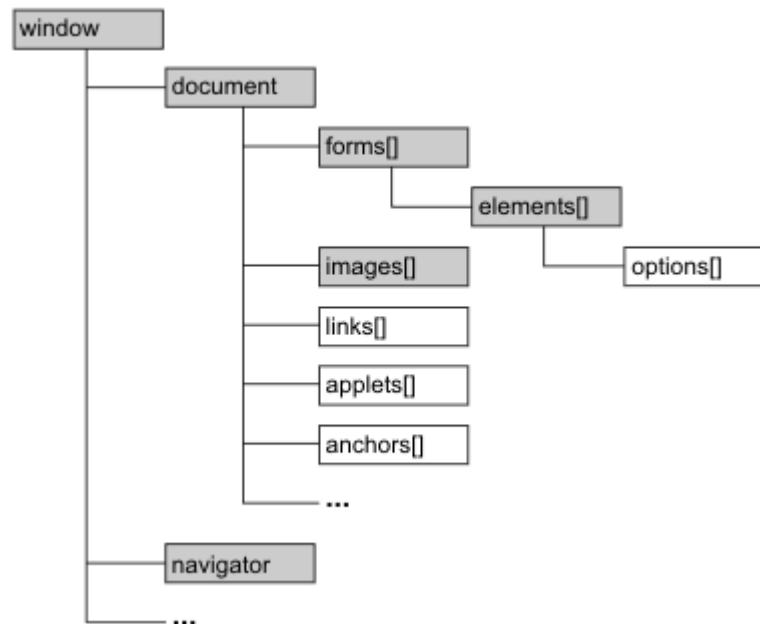 window
document
forms[]
elements[]
images[]
options[]
links[]
applets[]
anchors[]
...
navigator
...